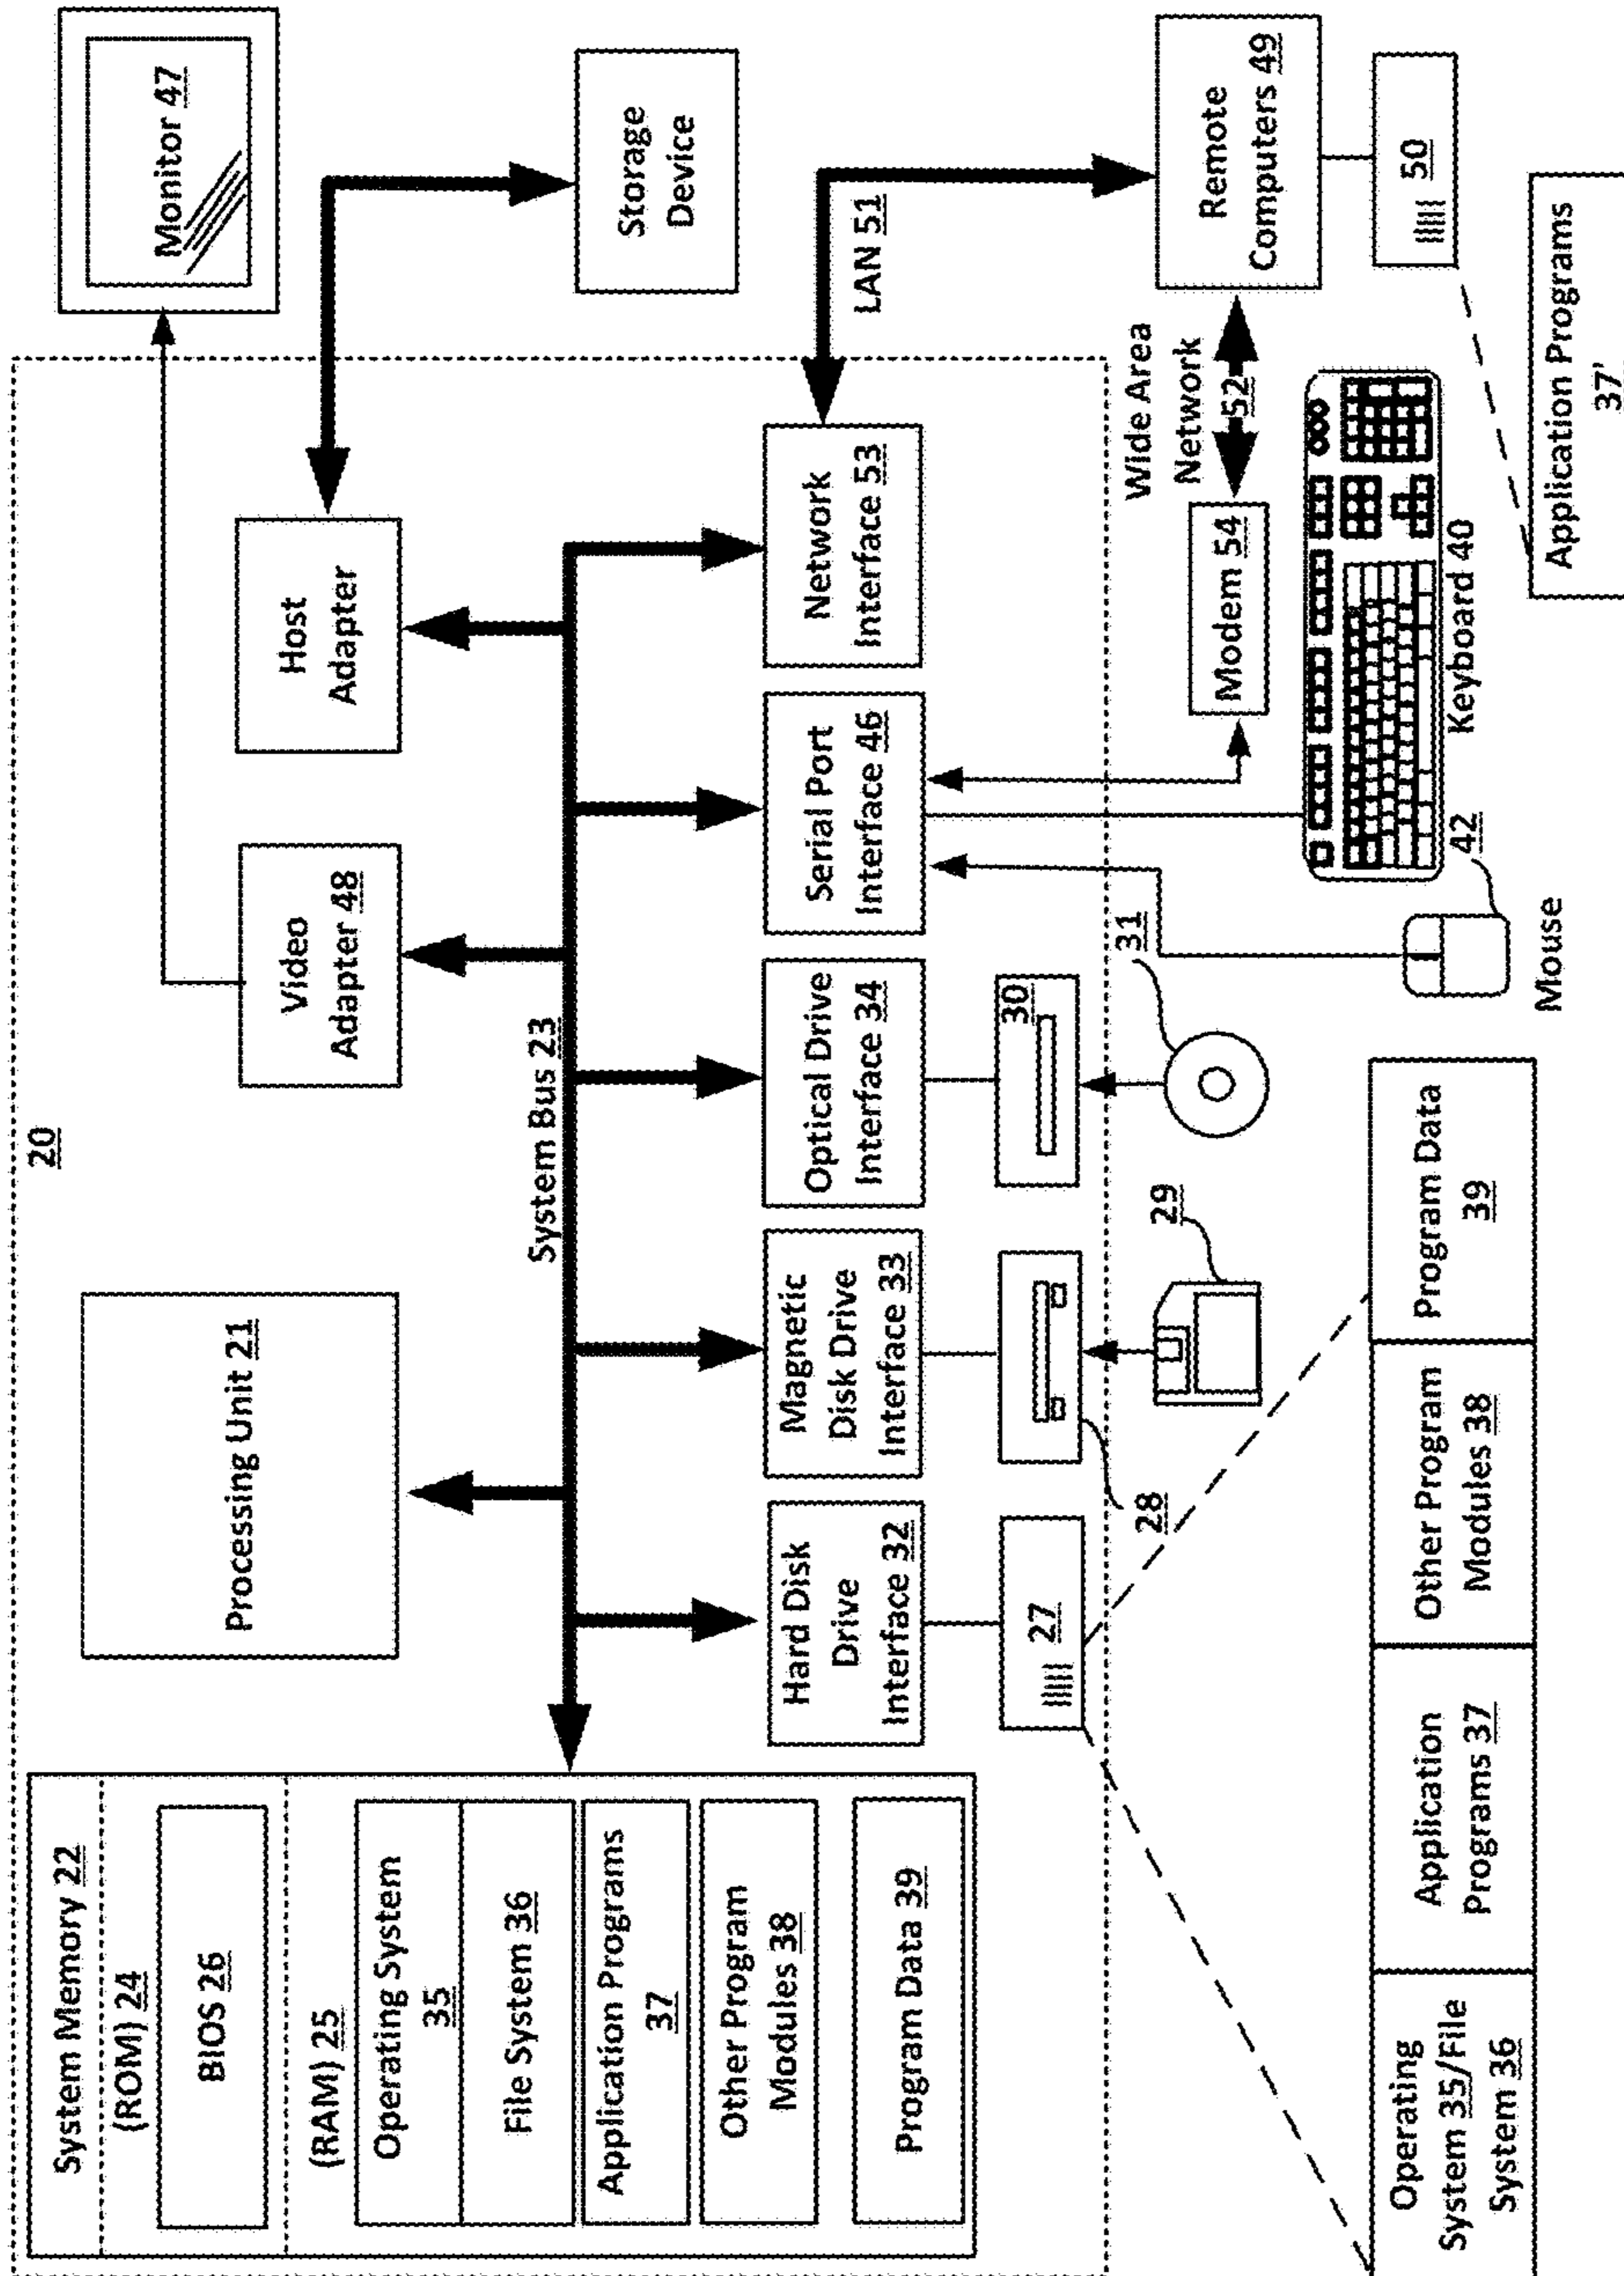 20
System Memory 22
(ROM) 24
BIOS 26
(RAM) 25
Operating System
35
File System 36
Application Programs
37
Other Program
Modules 38
Program Data 39
Processing Unit 21
Video
Adapter 48
Host
Adapter
Monitor 47
System Bus 23
Storage
Device
Hard Disk
Drive
Interface 32
Magnetic
Disk Drive
Interface 33
Optical Drive
Interface 34
Serial Port
Interface 46
Network
Interface 53
LAN 51
27
28
29
30
31
Modem 54
Wide Area
Network
52
Remote
Computers 49
50
Keyboard 40
42
Mouse
Operating
System 35/File
System 36
Application
Programs 37
Other Program
Modules 38
Program Data
39
Application Programs
37'